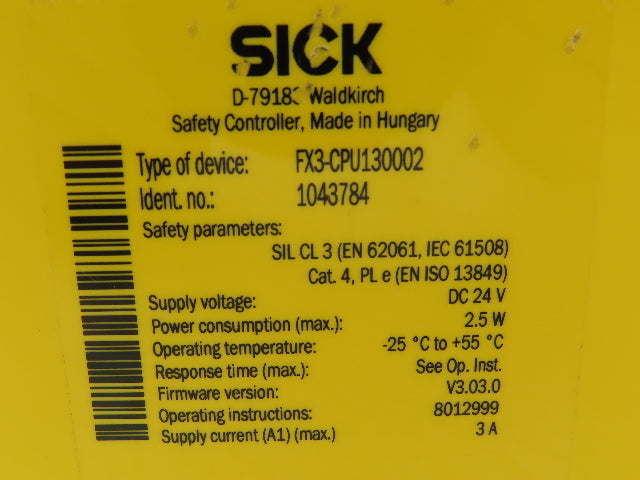 SICK
D-79183 Waldkirch
Safety Controller, Made in Hungary
Type of device: FX3-CPU130002
Ident. no.: 1043784
Safety parameters:
SIL CL 3 (EN 62061, IEC 61508)
Cat. 4, PL e (EN ISO 13849)
Supply voltage: DC 24 V
Power consumption (max.): 2.5 W
Operating temperature: -25 °C to +55 °C
Response time (max.): See Op. Inst.
Firmware version: V3.03.0
Operating instructions: 8012999
Supply current (A1) (max.) 3 A